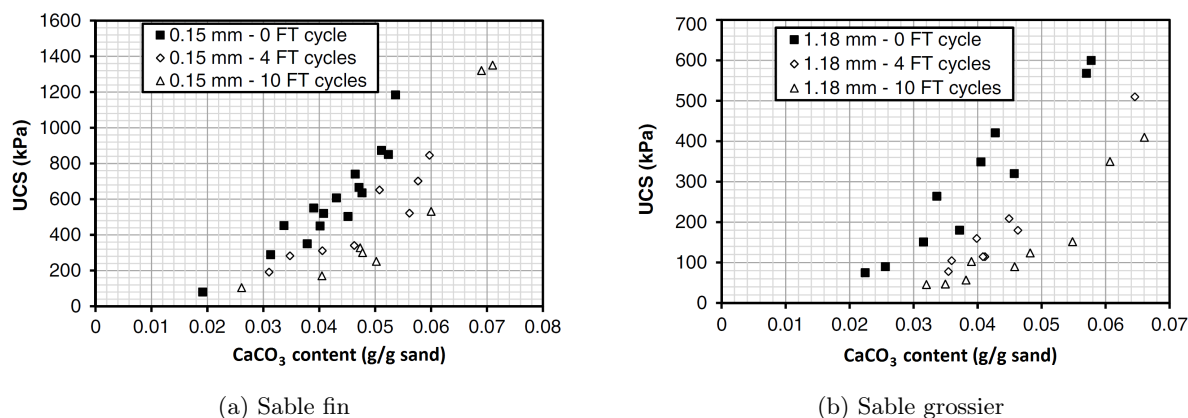 1600
1400
1200
1000
800
600
400
200
0
UCS (kPa)
0.15 mm - 0 FT cycle
0.15 mm - 4 FT cycles
0.15 mm - 10 FT cycles
0 0.01 0.02 0.03 0.04 0.05 0.06 0.07 0.08
CaCO₃ content (g/g sand)
(a) Sable fin
700
600
500
400
300
200
100
0
UCS (kPa)
1.18 mm - 0 FT cycle
1.18 mm - 4 FT cycles
1.18 mm - 10 FT cycles
0 0.01 0.02 0.03 0.04 0.05 0.06 0.07
CaCO₃ content (g/g sand)
(b) Sable grossier